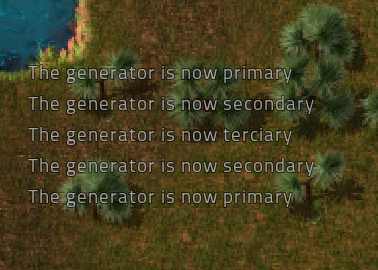 The generator is now primary
The generator is now secondary
The generator is now terciary
The generator is now secondary
The generator is now primary